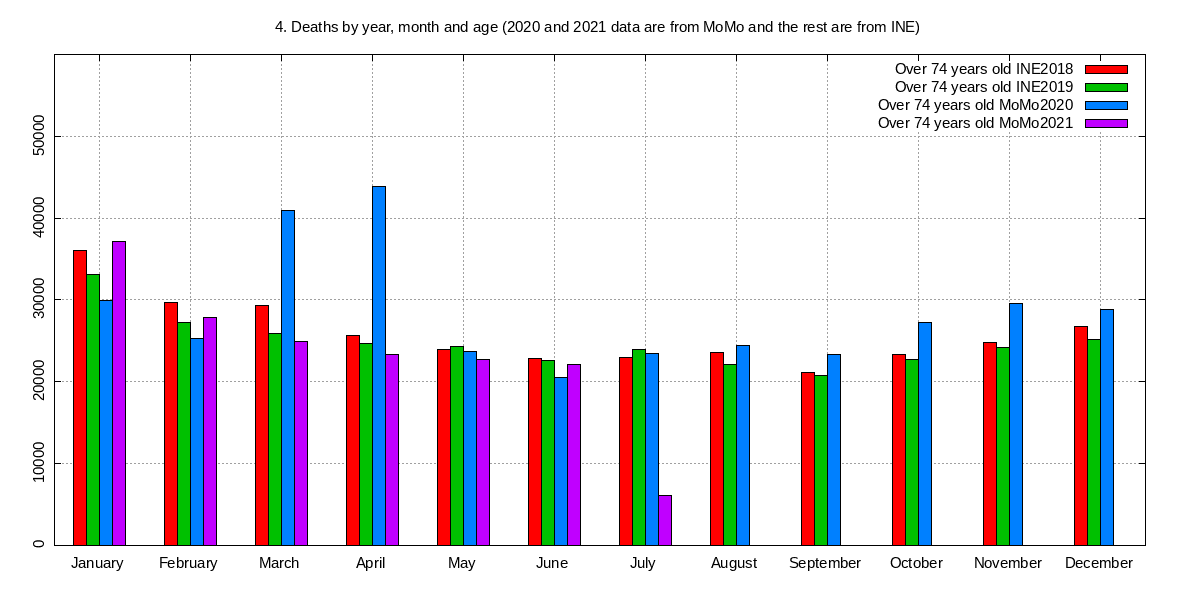 4. Deaths by year, month and age (2020 and 2021 data are from MoMo and the rest are from INE)
Over 74 years old INE2018
Over 74 years old INE2019
Over 74 years old MoMo2020
Over 74 years old MoMo2021
50000
40000
30000
20000
10000
0
January February March April May June July August September October November December